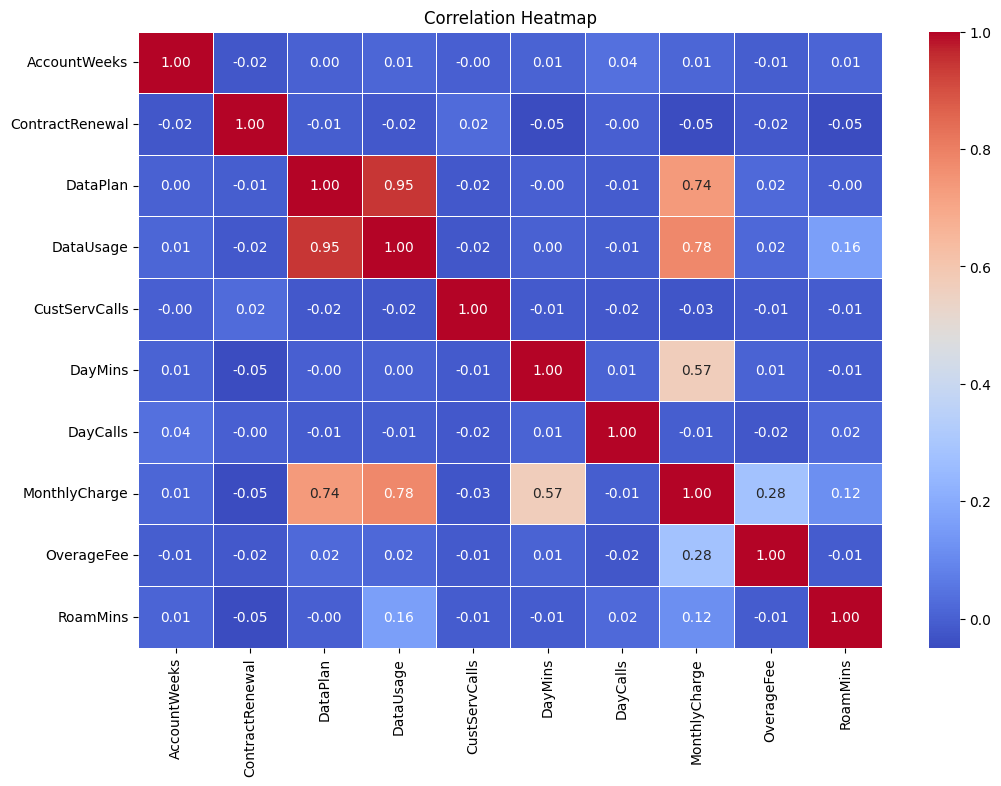 Correlation Heatmap
AccountWeeks 1.00 -0.02 0.00 0.01 -0.00 0.01 0.04 0.01 -0.01 0.01
ContractRenewal -0.02 1.00 -0.01 -0.02 0.02 -0.05 -0.00 -0.05 -0.02 -0.05
DataPlan 0.00 -0.01 1.00 0.95 -0.02 -0.00 -0.01 0.74 0.02 -0.00
DataUsage 0.01 -0.02 0.95 1.00 -0.02 0.00 -0.01 0.78 0.02 0.16
CustServCalls -0.00 0.02 -0.02 -0.02 1.00 -0.01 -0.02 -0.03 -0.01 -0.01
DayMins 0.01 -0.05 -0.00 0.00 -0.01 1.00 0.01 0.57 0.01 -0.01
DayCalls 0.04 -0.00 -0.01 -0.01 -0.02 0.01 1.00 -0.01 -0.02 0.02
MonthlyCharge 0.01 -0.05 0.74 0.78 -0.03 0.57 -0.01 1.00 0.28 0.12
OverageFee -0.01 -0.02 0.02 0.02 -0.01 0.01 -0.02 0.28 1.00 -0.01
RoamMins 0.01 -0.05 -0.00 0.16 -0.01 -0.01 0.02 0.12 -0.01 1.00
AccountWeeks
ContractRenewal
DataPlan
DataUsage
CustServCalls
DayMins
DayCalls
MonthlyCharge
OverageFee
RoamMins
1.0
0.8
0.6
0.4
0.2
0.0